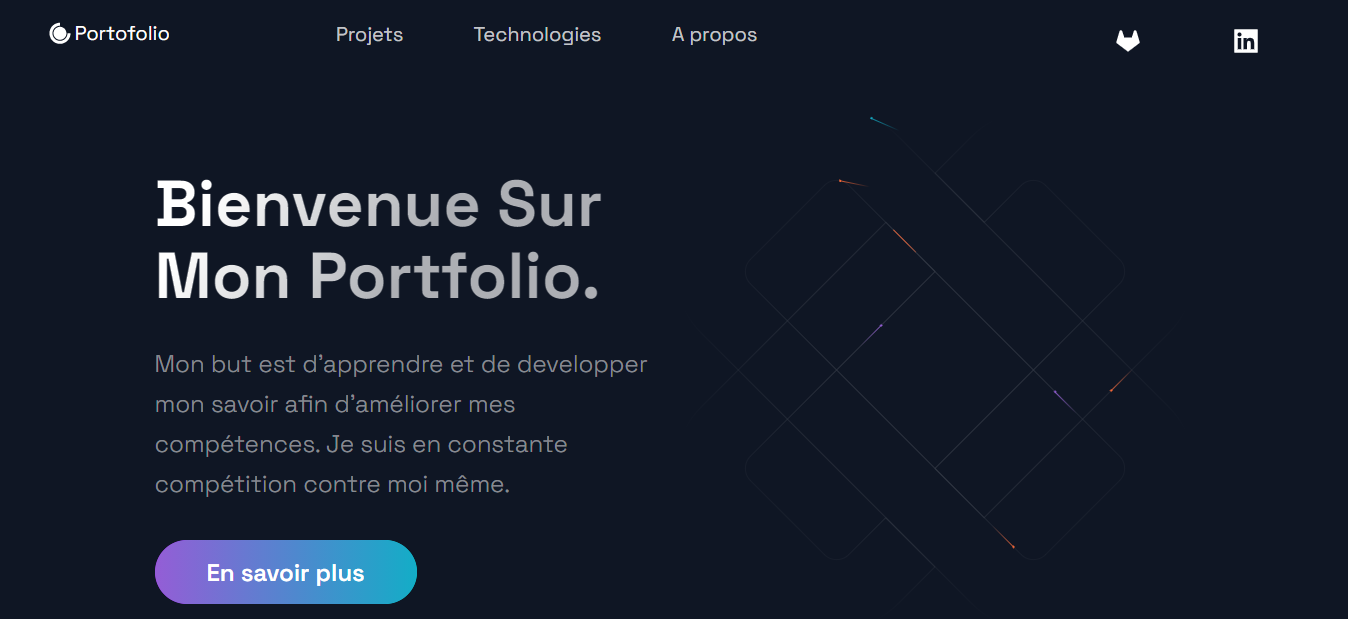 Portofolio
Projets
Technologies
A propos
in
Bienvenue Sur
Mon Portfolio.
Mon but est d'apprendre et de developper
mon savoir afin d'améliorer mes
compétences. Je suis en constante
compétition contre moi même.
En savoir plus